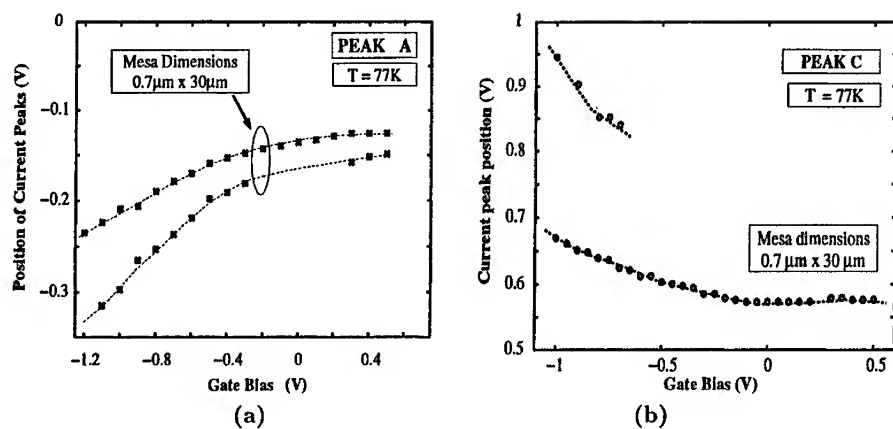 0
−0.1
−0.2
−0.3
Position of Current Peaks (V)
Mesa Dimensions
0.7μm x 30μm
PEAK A
T = 77K
−1.2 −0.8 −0.4 0 0.4
Gate Bias (V)
(a)
1
0.9
0.8
0.7
0.6
0.5
Current peak position (V)
PEAK C
T = 77K
Mesa dimensions
0.7 μm x 30 μm
−1 −0.5 0 0.5
Gate Bias (V)
(b)